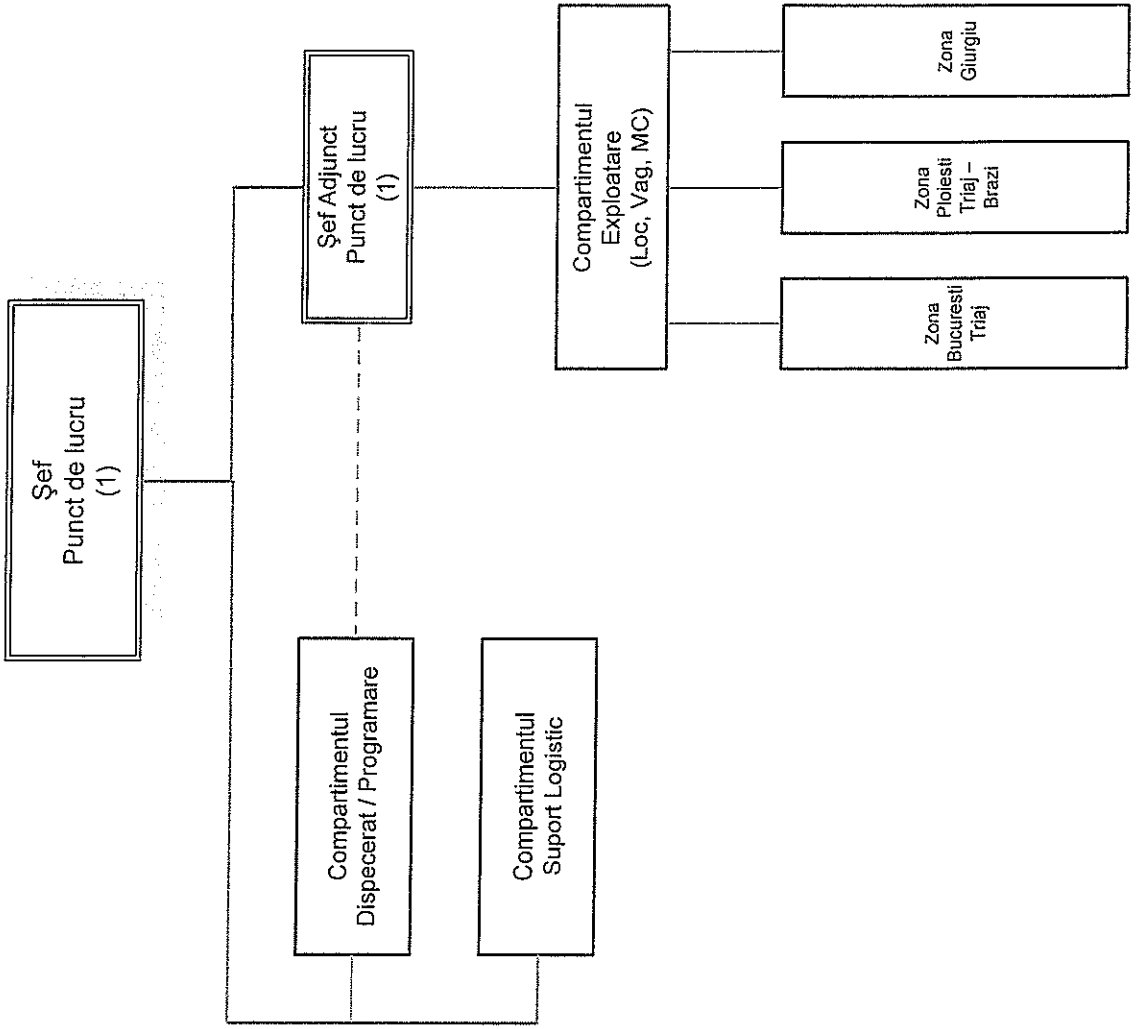 Şef
Punct de lucru
(1)
Compartimentul
Dispecerat / Programare
Şef Adjunct
Punct de lucru
(1)
Compartimentul
Suport Logistic
Compartimentul
Exploatare
(Loc, Vag, MC)
Zona
Bucuresti
Triaj
Zona
Ploiesti
Triaj –
Brazi
Zona
Giurgiu